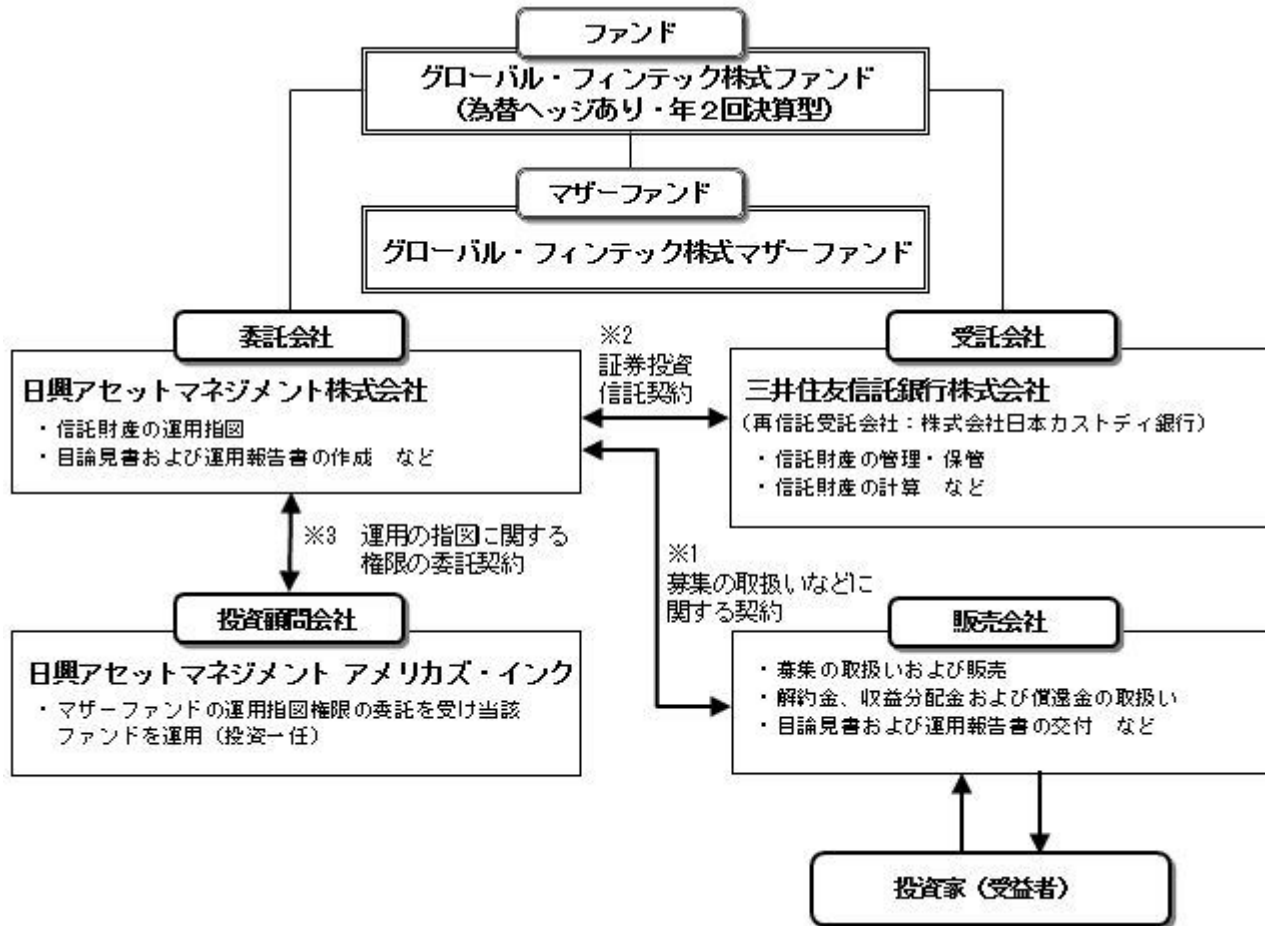 ファンド
グローバル・フィンテック株式ファンド
(為替ヘッジあり・年2回決算型)
マザーファンド
グローバル・フィンテック株式マザーファンド
委託会社
日興アセットマネジメント株式会社
・信託財産の運用指図
・目論見書および運用報告書の作成 など
※2
証券投資
信託契約
受託会社
三井住友信託銀行株式会社
(再信託受託会社:株式会社日本カストディ銀行)
・信託財産の管理・保管
・信託財産の計算 など
※3 運用の指図に関する
権限の委託契約
※1
募集の取扱いなどに
関する契約
投資顧問会社
日興アセットマネジメント アメリカズ・インク
・マザーファンドの運用指図権限の委託を受け当該
ファンドを運用(投資一任)
販売会社
・募集の取扱いおよび販売
・解約金、収益分配金および償還金の取扱い
・目論見書および運用報告書の交付 など
投資家(受益者)